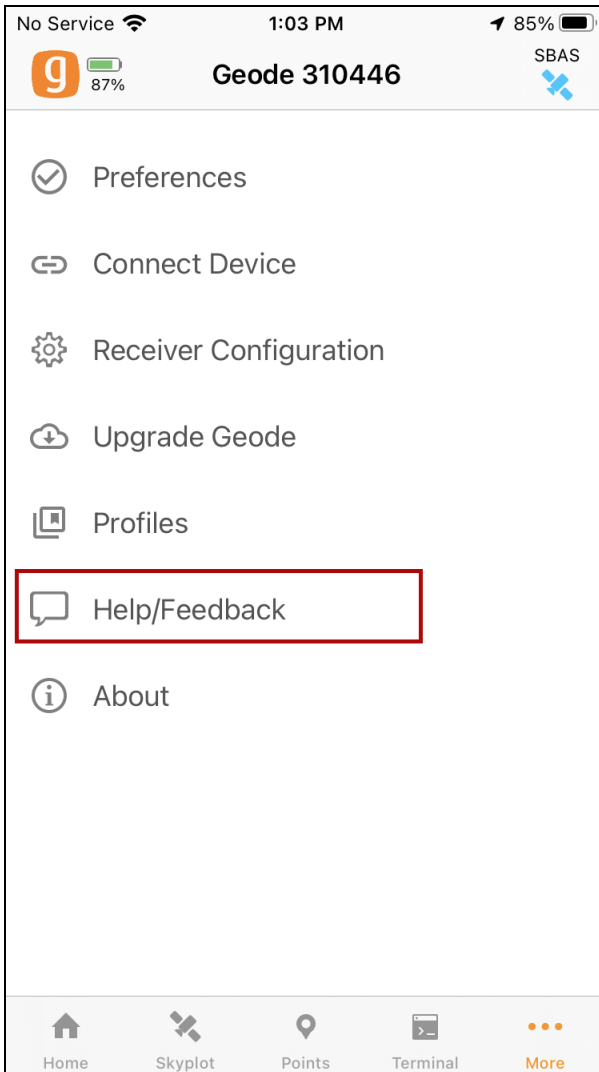 No Service 1:03 PM 85%
g 87% Geode 310446 SBAS
Preferences
Connect Device
Receiver Configuration
Upgrade Geode
Profiles
Help/Feedback
About
Home Skyplot Points Terminal More